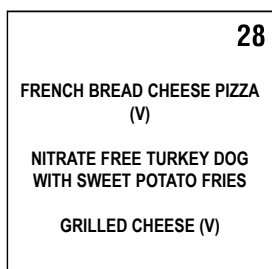 28
FRENCH BREAD CHEESE PIZZA
(V)
NITRATE FREE TURKEY DOG
WITH SWEET POTATO FRIES
GRILLED CHEESE (V)